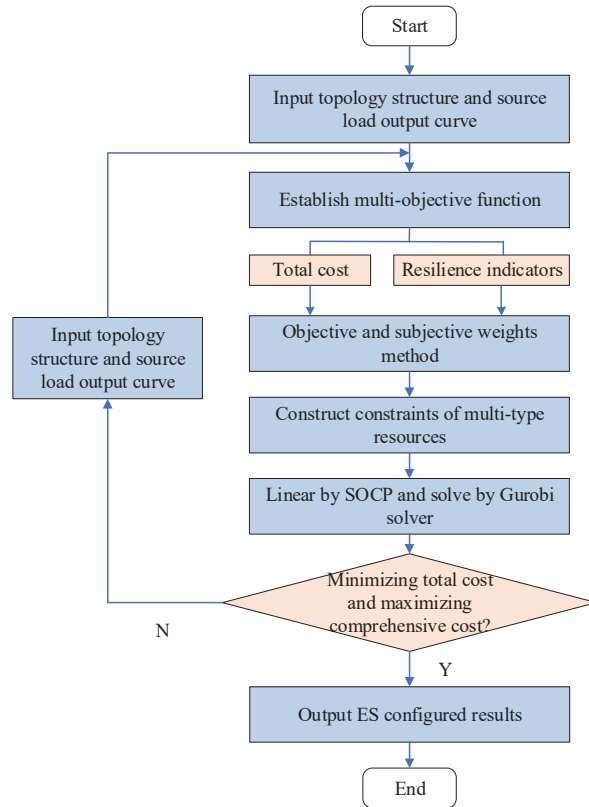 Start
Input topology structure and source
load output curve
Establish multi-objective function
Total cost
Resilience indicators
Objective and subjective weights
method
Input topology
structure and source
load output curve
Construct constraints of multi-type
resources
Linear by SOCP and solve by Gurobi
solver
Minimizing total cost
and maximizing
comprehensive cost?
N
Y
Output ES configured results
End